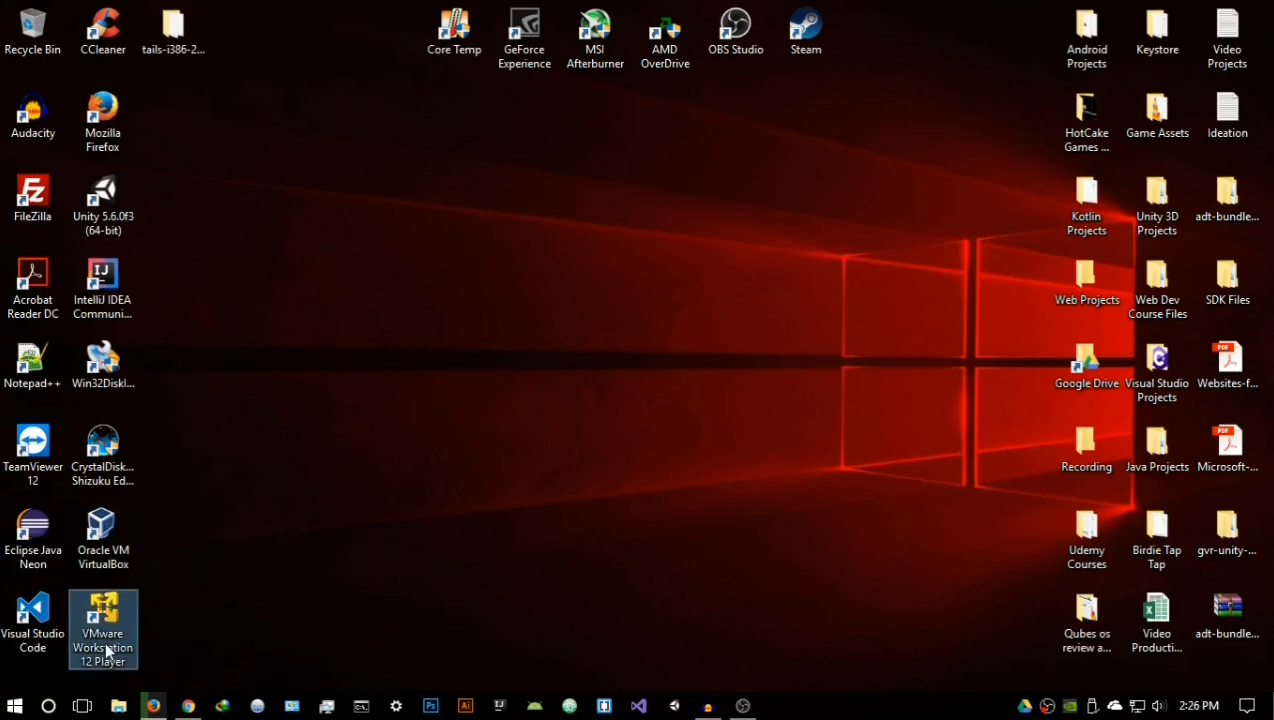 Recycle Bin
CCleaner
tails-i386-2...
Core Temp
GeForce
Experience
MSI
Afterburner
AMD
OverDrive
OBS Studio
Steam
Android
Projects
Keystore
Video
Projects
Audacity
Mozilla
Firefox
HotCake
Games ...
Game Assets
Ideation
FileZilla
Unity 5.6.0f3
(64-bit)
Kotlin
Projects
Unity 3D
Projects
adt-bundle...
Acrobat
Reader DC
IntelliJ IDEA
Communi...
Web Projects
Web Dev
Course Files
SDK Files
Notepad++
Win32DiskI...
Google Drive
Visual Studio
Projects
PDF
Websites-f...
TeamViewer
12
CrystalDisk...
Shizuku Ed...
Recording
Java Projects
PDF
Microsoft-...
Eclipse Java
Neon
Oracle VM
VirtualBox
Udemy
Courses
Birdie Tap
Tap
gvr-unity-...
Visual Studio
Code
VMware
Workstation
12 Player
Qubes os
review a...
Video
Producti...
adt-bundle...
Ps
Ai
IJ
2:26 PM